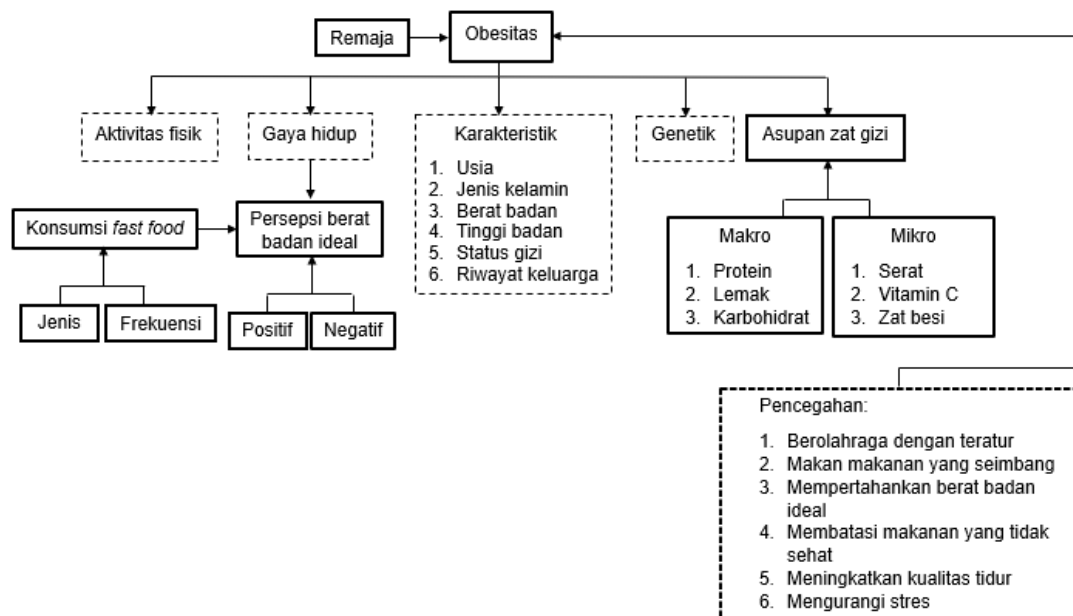 Remaja
Obesitas
Aktivitas fisik
Gaya hidup
Karakteristik
1. Usia
2. Jenis kelamin
3. Berat badan
4. Tinggi badan
5. Status gizi
6. Riwayat keluarga
Genetik
Asupan zat gizi
Konsumsi fast food
Persepsi berat
badan ideal
Jenis
Frekuensi
Positif
Negatif
Makro
1. Protein
2. Lemak
3. Karbohidrat
Mikro
1. Serat
2. Vitamin C
3. Zat besi
Pencegahan:
1. Berolahraga dengan teratur
2. Makan makanan yang seimbang
3. Mempertahankan berat badan
ideal
4. Membatasi makanan yang tidak
sehat
5. Meningkatkan kualitas tidur
6. Mengurangi stres